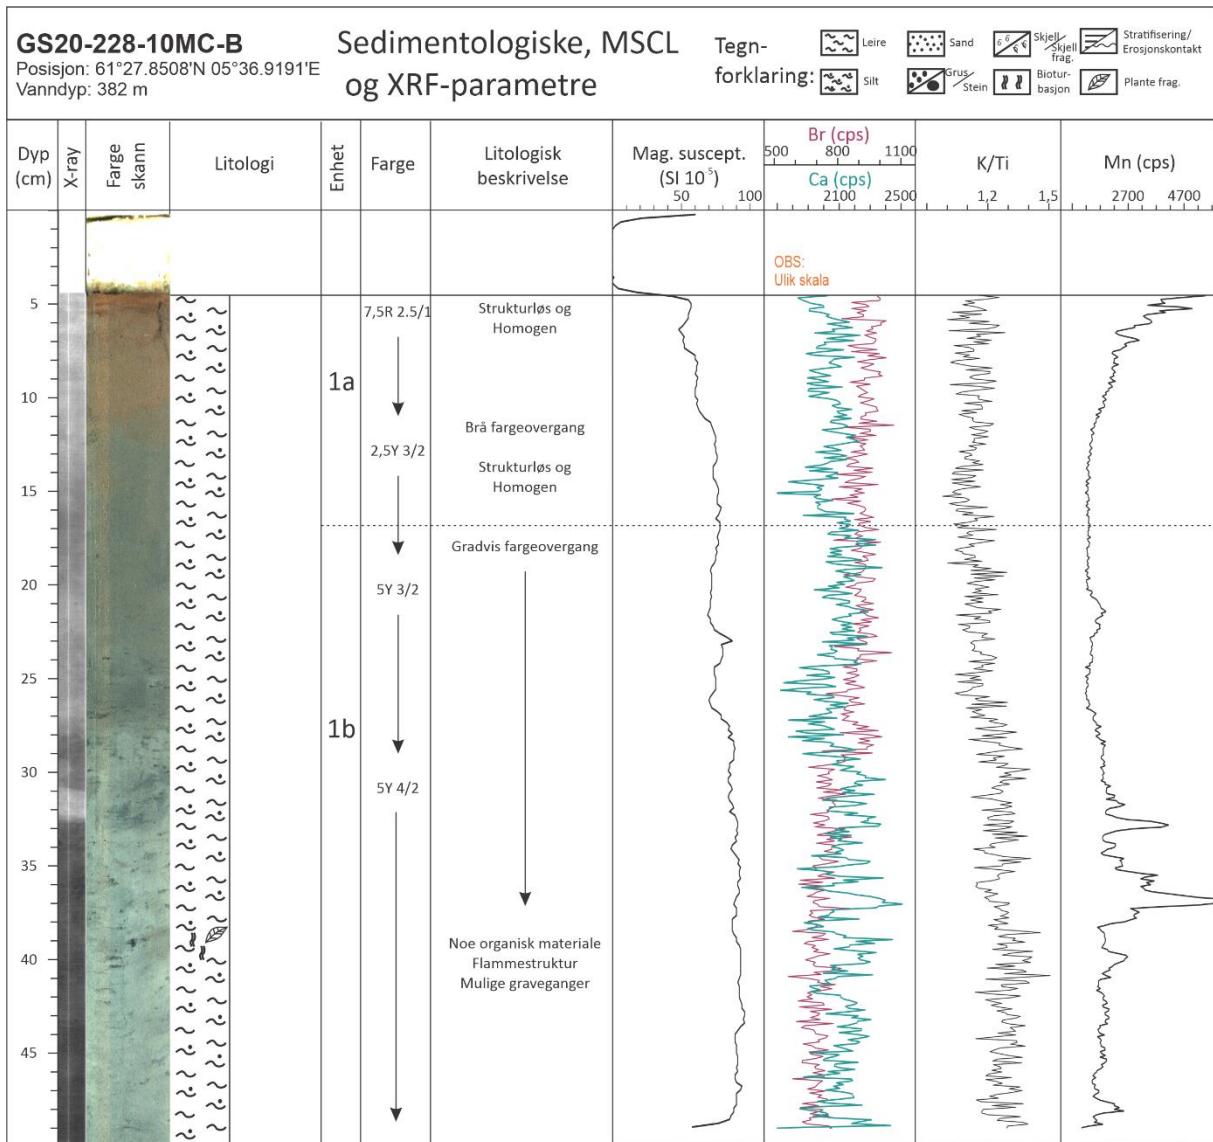 GS20-228-10MC-B
Posisjon: 61°27.8508'N 05°36.9191'E
Vanndyp: 382 m
Sedimentologiske, MSCL
og XRF-parametre
Tegn-
forklaring:
Leire
Sand
Skjell
Skjell
frag.
Stratifisering/
Erosjonskontakt
Silt
Grus
Stein
Biotur-
basjon
Plante frag.
Dyp
(cm)
X-ray
Farge
skann
Litologi
Enhet
Farge
Litologisk
beskrivelse
Mag. suscept.
(SI 10⁵)
50 100
Br (cps)
500 800 1100
Ca (cps)
2100 2500
K/Ti
1,2 1,5
Mn (cps)
2700 4700
OBS:
Ulik skala
5
7,5R 2.5/1
Strukturløs og
Homogen
1a
10
Brå fargeovergang
2,5Y 3/2
Strukturløs og
Homogen
15
Gradvis fargeovergang
20
5Y 3/2
25
1b
30
5Y 4/2
35
Noe organisk materiale
Flammestruktur
Mulige graveganger
40
45